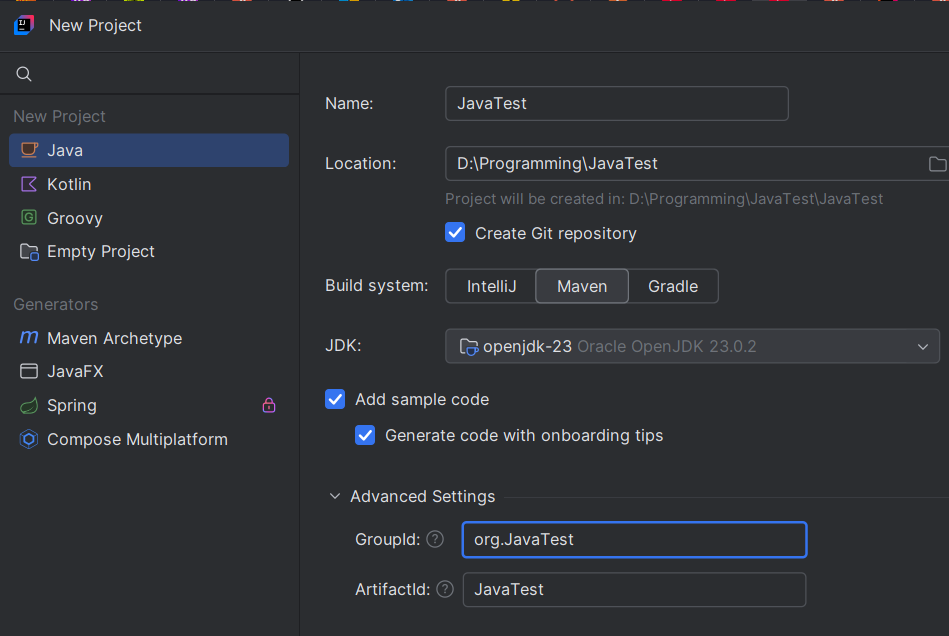 New Project
New Project
Java
Kotlin
Groovy
Empty Project
Generators
Maven Archetype
JavaFX
Spring
Compose Multiplatform
Name: JavaTest
Location: D:\Programming\JavaTest
Project will be created in: D:\Programming\JavaTest\JavaTest
Create Git repository
Build system: IntelliJ Maven Gradle
JDK: openjdk-23 Oracle OpenJDK 23.0.2
Add sample code
Generate code with onboarding tips
Advanced Settings
GroupId: ? org.JavaTest
ArtifactId: ? JavaTest